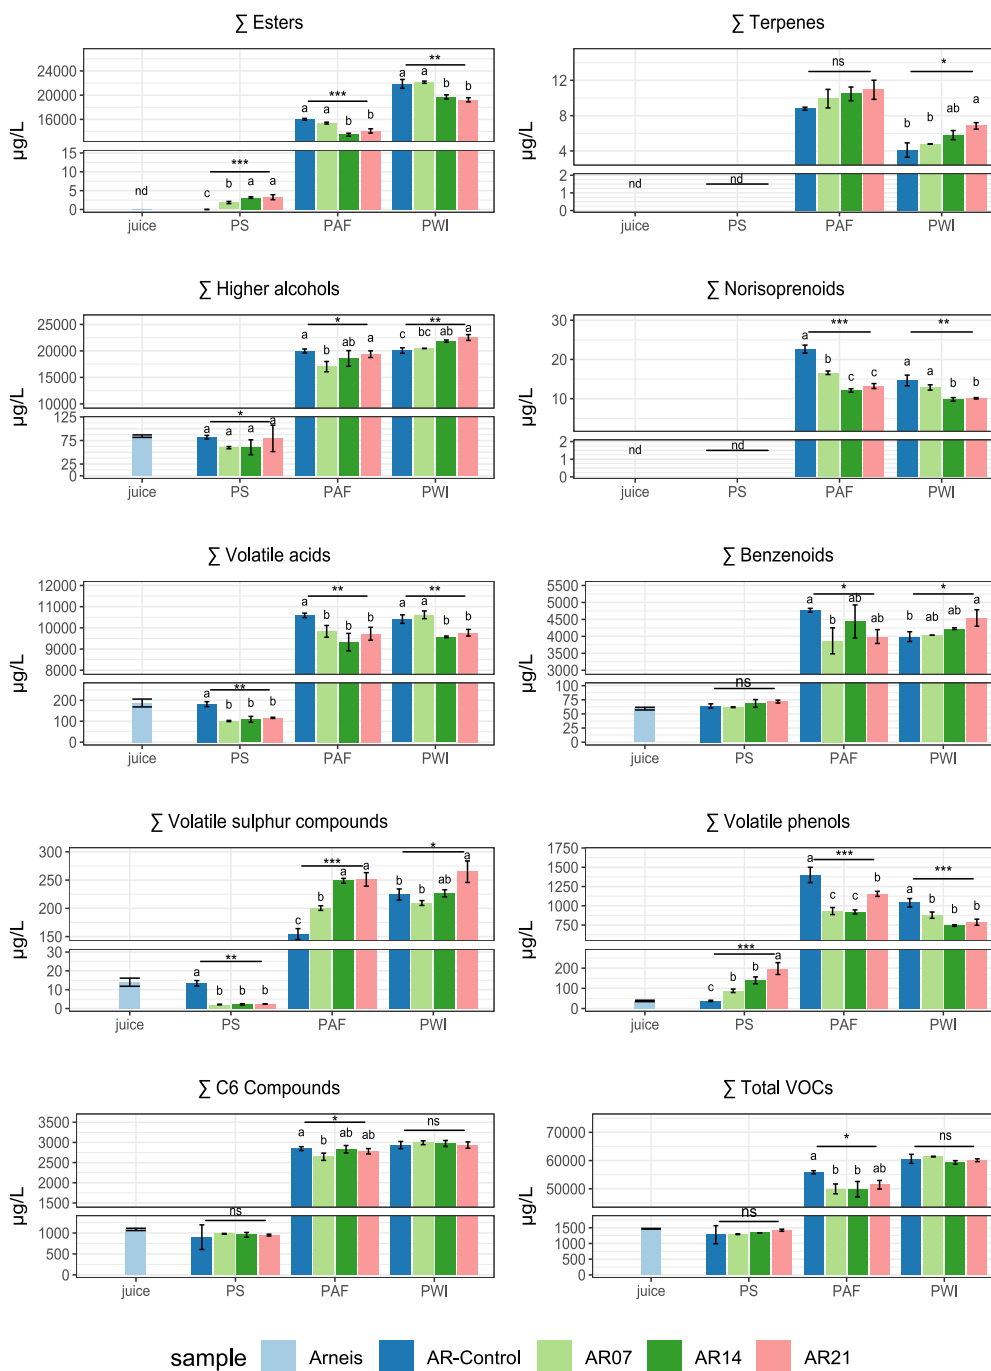 ∑ Esters
µg/L
24000
20000
16000
15
10
5
0
nd
***
c b a a
***
a a b b
**
a a b b
juice PS PAF PWI
∑ Terpenes
µg/L
12
8
4
2
1
0
nd
nd
ns
*
b b ab a
juice PS PAF PWI
∑ Higher alcohols
µg/L
25000
20000
15000
10000
125
75
25
0
*
a a a a
*
a b ab a
**
c bc ab a
juice PS PAF PWI
∑ Norisoprenoids
µg/L
30
20
10
2
1
0
nd
nd
***
a b c c
**
a a b b
juice PS PAF PWI
∑ Volatile acids
µg/L
12000
11000
10000
9000
8000
200
100
0
**
a b b b
**
a b b b
**
a a b b
juice PS PAF PWI
∑ Benzenoids
µg/L
5500
5000
4500
4000
3500
3000
100
75
50
25
0
ns
*
a b ab ab
*
b ab ab a
juice PS PAF PWI
∑ Volatile sulphur compounds
µg/L
300
250
200
150
30
20
10
0
**
a b b b
***
c b a a
*
b b ab a
juice PS PAF PWI
∑ Volatile phenols
µg/L
1750
1500
1250
1000
750
200
100
0
***
c b b a
***
a c c b
***
a b b b
juice PS PAF PWI
∑ C6 Compounds
µg/L
3500
3000
2500
2000
1500
1000
500
0
ns
*
a b ab ab
ns
juice PS PAF PWI
∑ Total VOCs
µg/L
70000
60000
50000
1500
1000
500
0
ns
*
a b b ab
ns
juice PS PAF PWI
sample Arneis AR-Control AR07 AR14 AR21